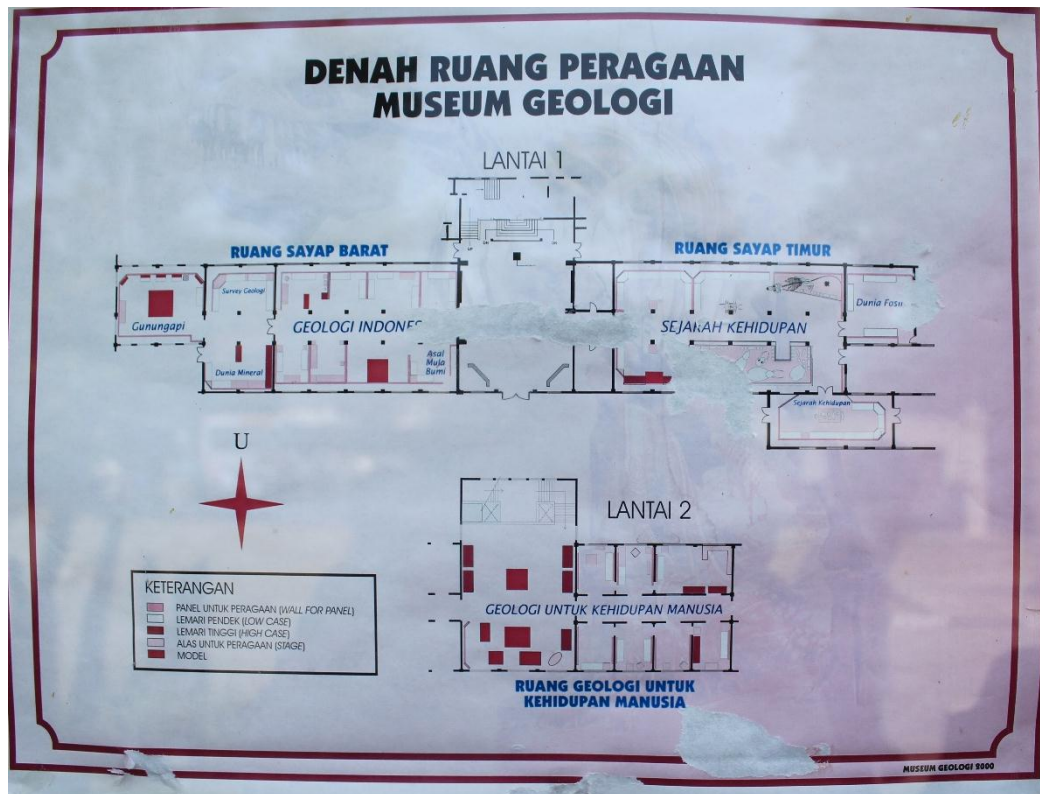 DENAH RUANG PERAGAAN
MUSEUM GEOLOGI
LANTAI 1
RUANG SAYAP BARAT
RUANG SAYAP TIMUR
Survey Geologi
Gunungapi
GEOLOGI
SEJARAH KEHIDUPAN
Dunia
Asal
Muja
Bumi
Dunia Mineral
Sejarah Kehidupan
U
LANTAI 2
KETERANGAN
PANEL UNTUK PERAGAAN (WALL FOR PANEL)
LEMARI PENDEK (LOW CASE)
LEMARI TINGGI (HIGH CASE)
ALAS UNTUK PERAGAAN (STAGE)
MODEL
GEOLOGI UNTUK KEHIDUPAN MANUSIA
RUANG GEOLOGI UNTUK
KEHIDUPAN MANUSIA
MUSEUM GEOLOGI 2000